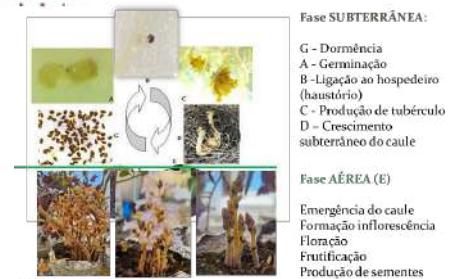 Fase SUBTERRÂNEA:
G - Dormência
A - Germinação
B -Ligação ao hospedeiro
(haustório)
C - Produção de tubérculo
D – Crescimento
subterrâneo do caule
Fase AÉREA (E)
Emergência do caule
Formação inflorescência
Floração
Frutificação
Produção de sementes
A
B
C
D
E
G